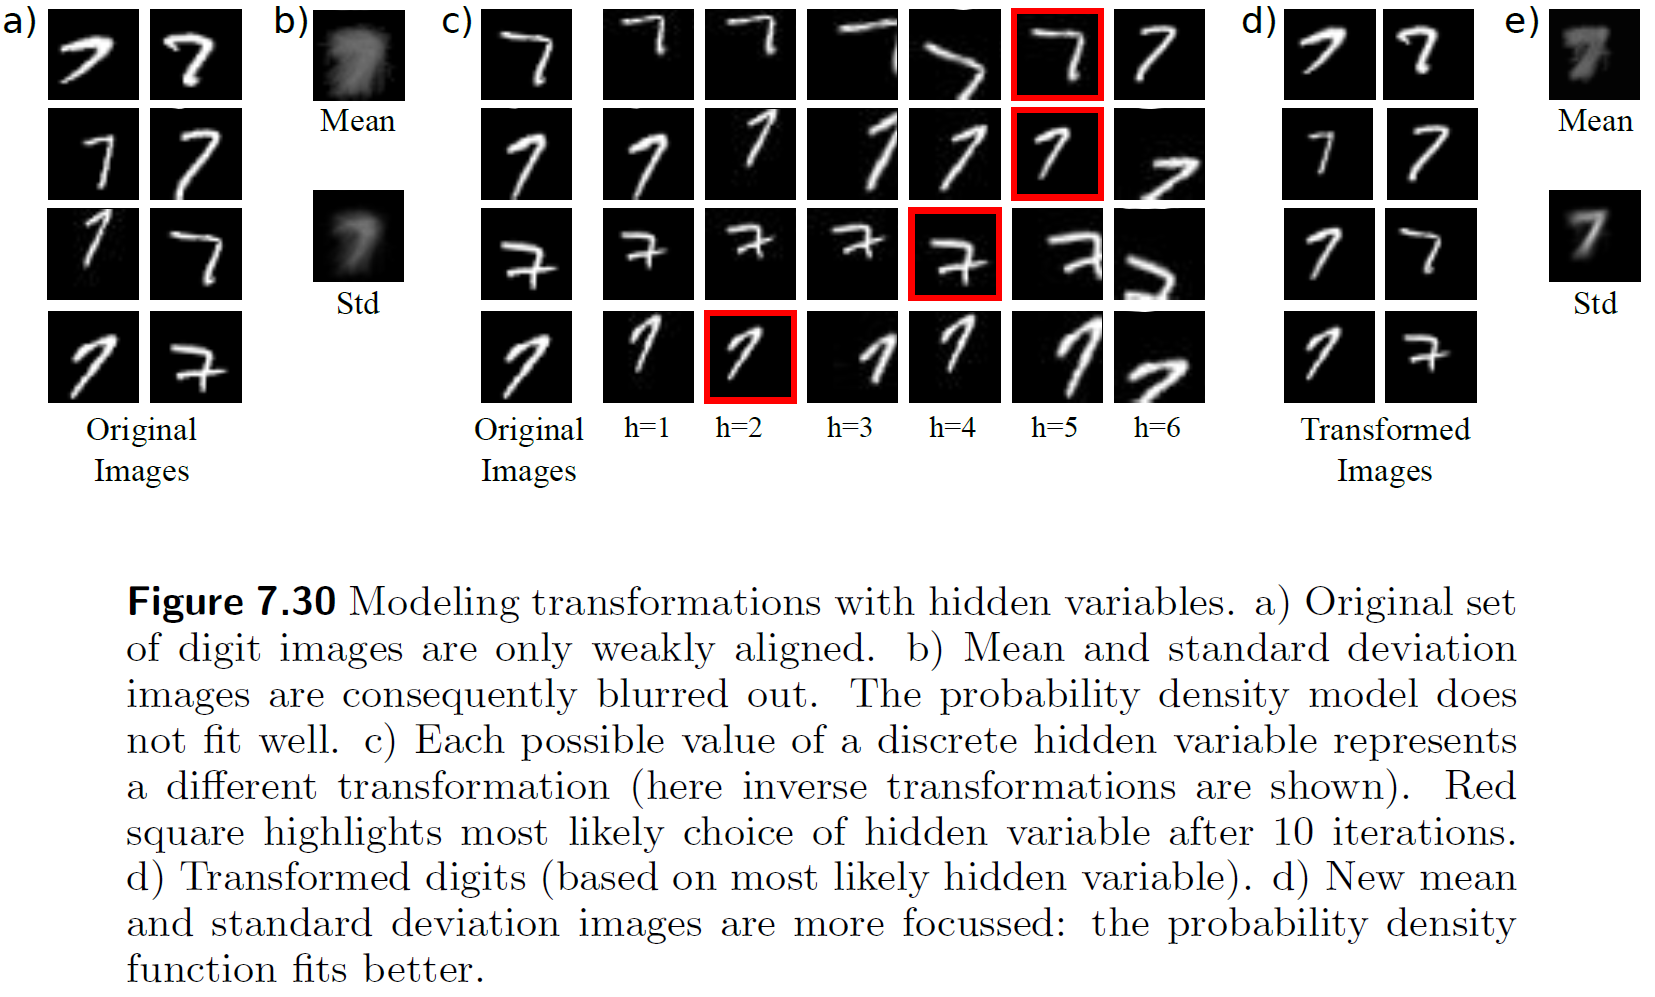 a)
b)
c)
d)
e)
Mean
Mean
Std
Std
Original
Images
Original
Images
h=1
h=2
h=3
h=4
h=5
h=6
Transformed
Images
Figure 7.30 Modeling transformations with hidden variables. a) Original set
of digit images are only weakly aligned. b) Mean and standard deviation
images are consequently blurred out. The probability density model does
not fit well. c) Each possible value of a discrete hidden variable represents
a different transformation (here inverse transformations are shown). Red
square highlights most likely choice of hidden variable after 10 iterations.
d) Transformed digits (based on most likely hidden variable). d) New mean
and standard deviation images are more focussed: the probability density
function fits better.